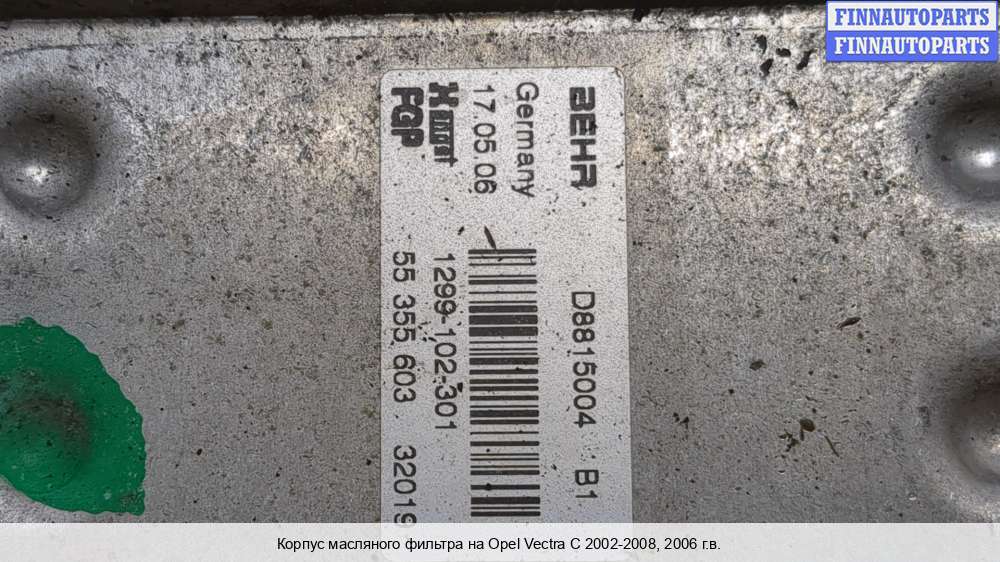 FINNAUTOPARTS
FINNAUTOPARTS
BEHR D8815004 B1
Germany
17.05.06
1299-102-301
FGP 55 355 603 32019
Корпус масляного фильтра на Opel Vectra C 2002-2008, 2006 г.в.